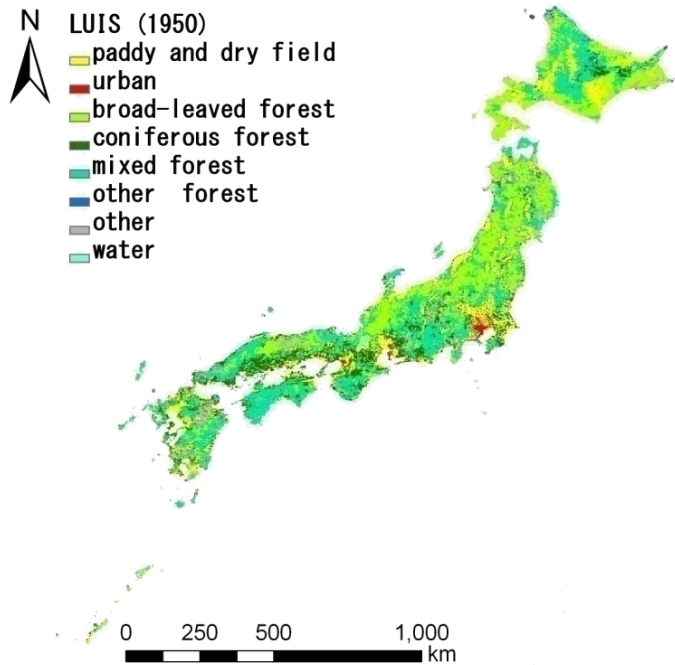 N
LUIS (1950)
paddy and dry field
urban
broad-leaved forest
coniferous forest
mixed forest
other forest
other
water
0 250 500 1,000
km